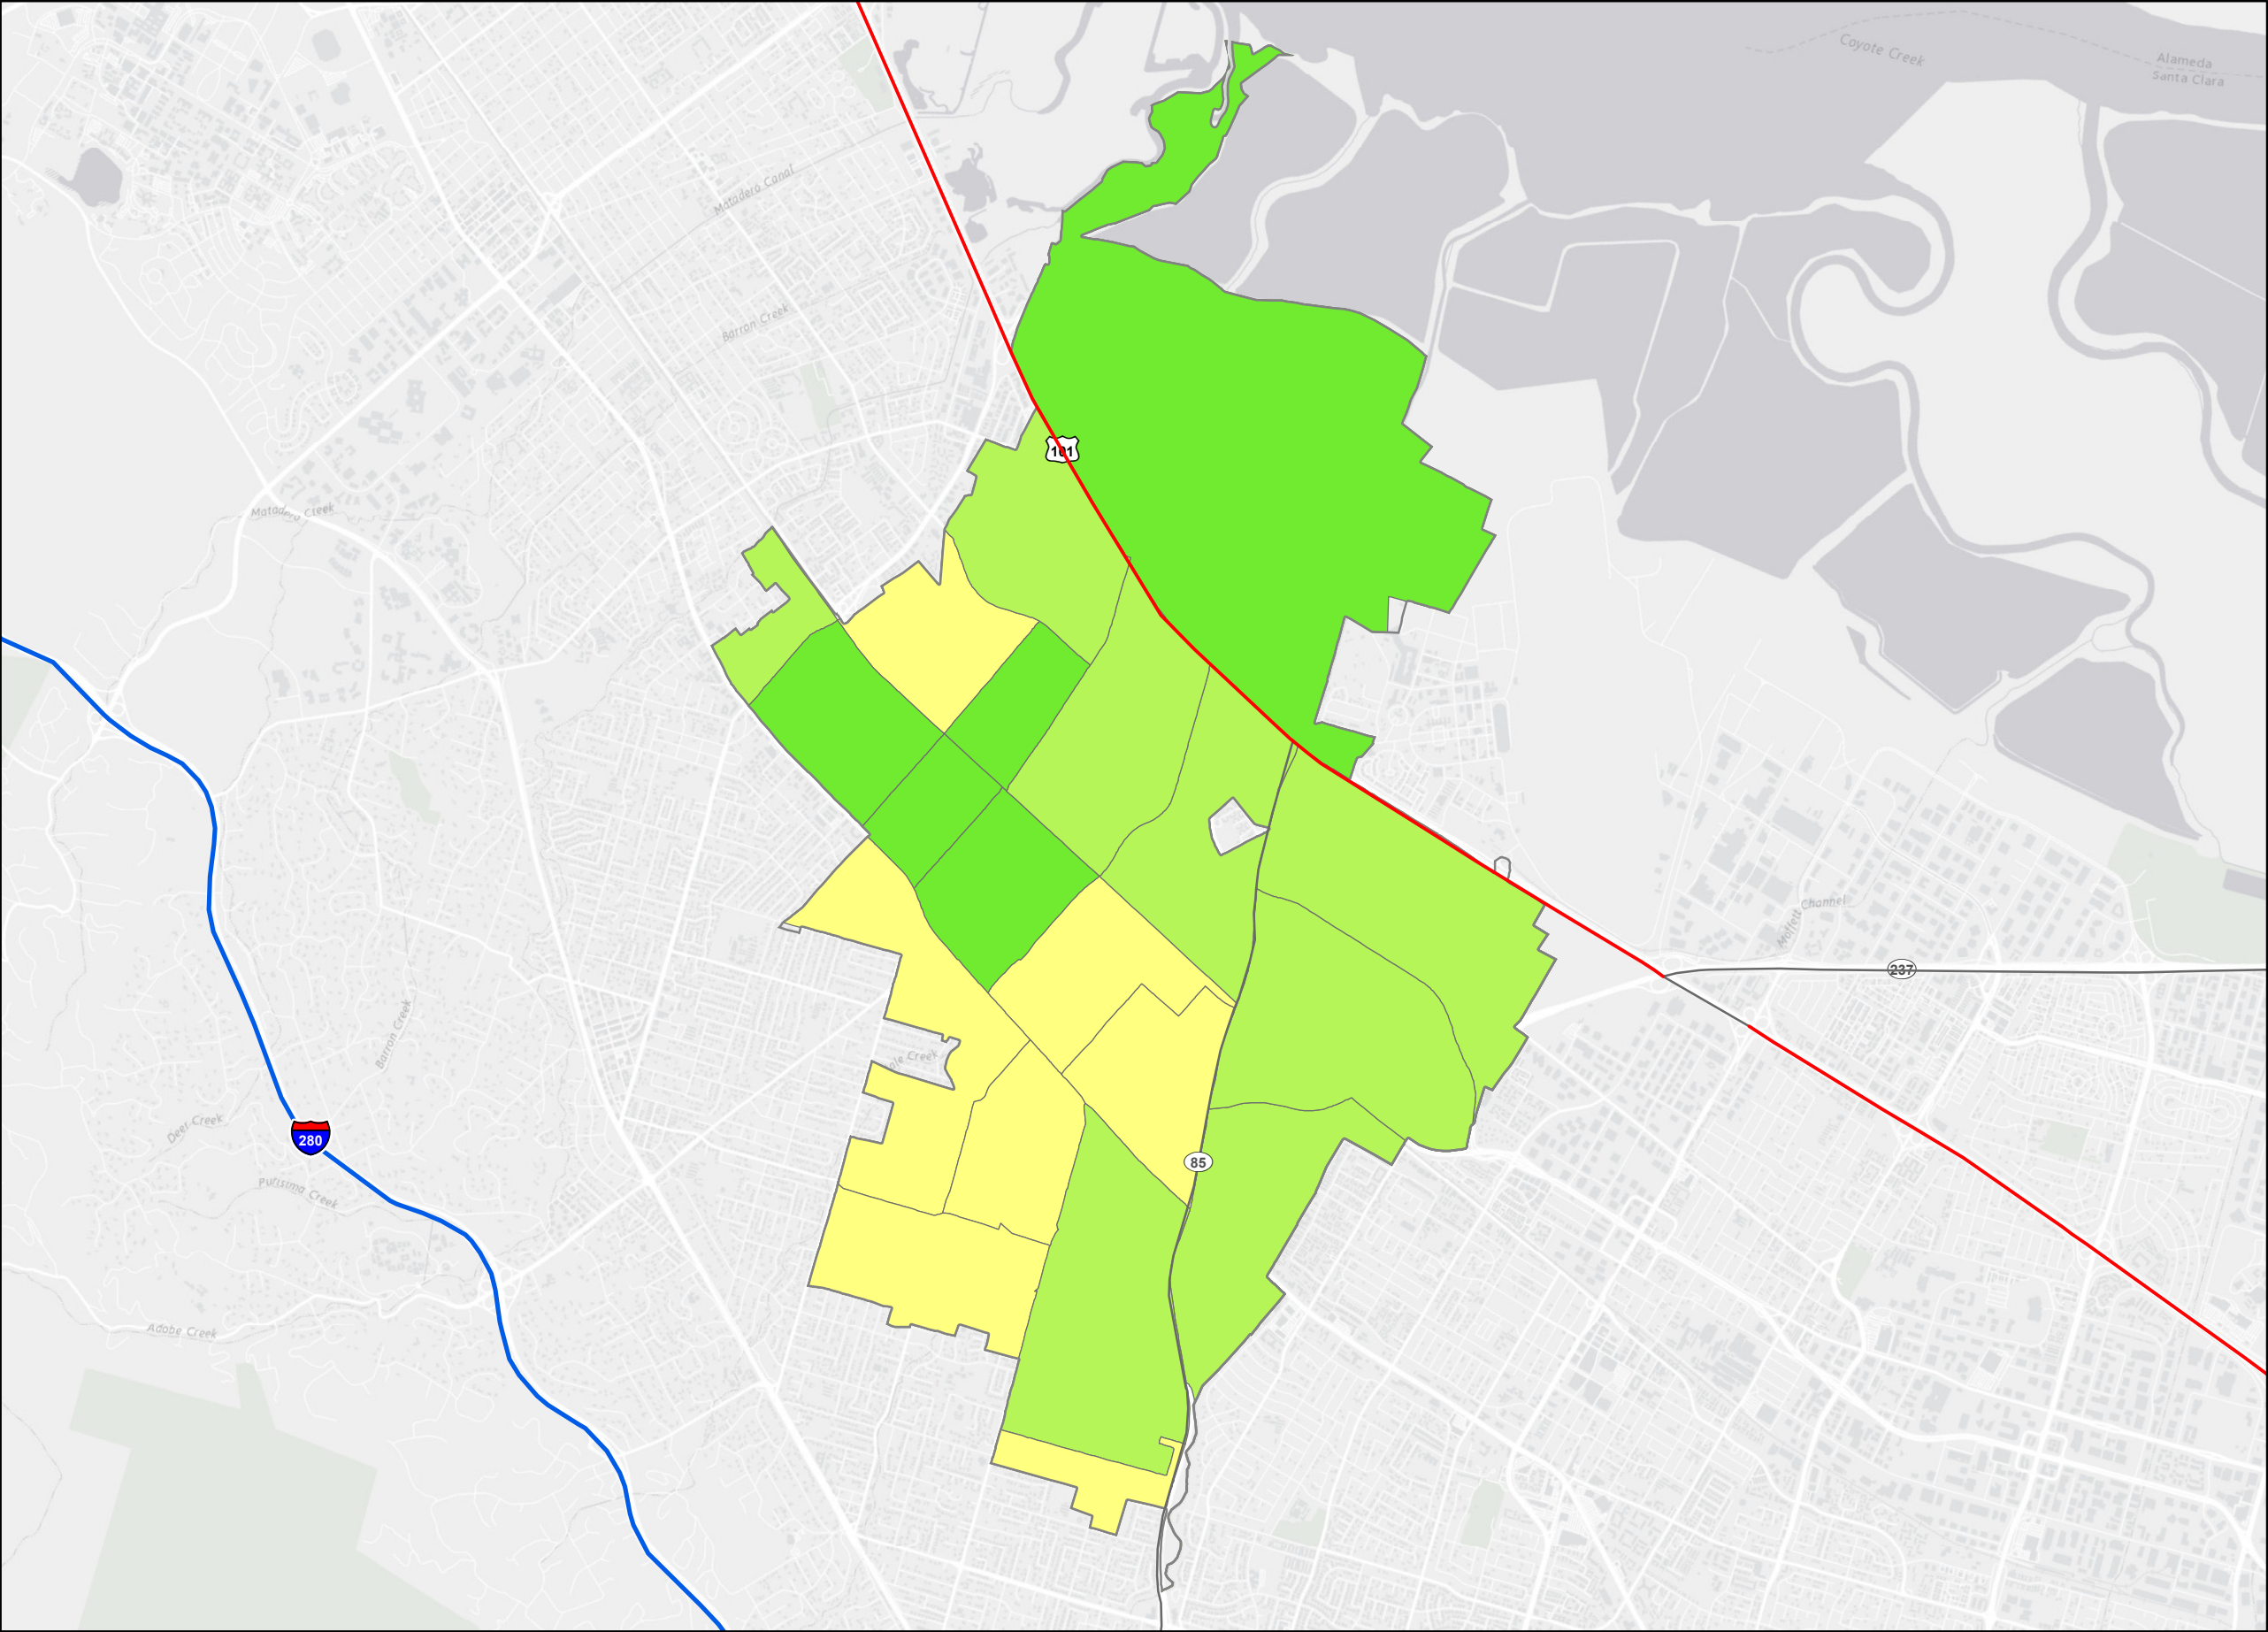 Coyote Creek
Alameda
Santa Clara
Matadero Canal
Barron Creek
101
Matadero Creek
Moffett Channel
237
Barron Creek
Creek
Deer Creek
280
85
Purisima Creek
Adobe Creek